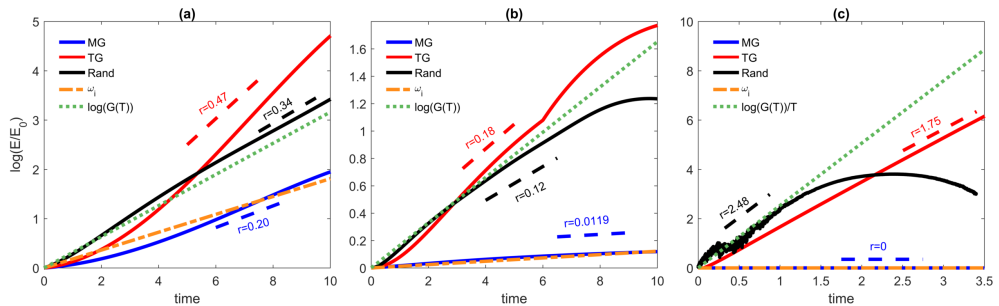 (a)
log(E/E₀)
5
4
3
2
1
0
0 2 4 6 8 10
time
MG
TG
Rand
ωᵢ
log(G(T))
r=0.47
r=0.34
r=0.20
(b)
1.6
1.4
1.2
1
0.8
0.6
0.4
0.2
0
0 2 4 6 8 10
time
MG
TG
Rand
ωᵢ
log(G(T))
r=0.18
r=0.12
r=0.0119
(c)
10
8
6
4
2
0
0 0.5 1 1.5 2 2.5 3 3.5
time
MG
TG
Rand
ωᵢ
log(G(T))/T
r=1.75
r=2.48
r=0